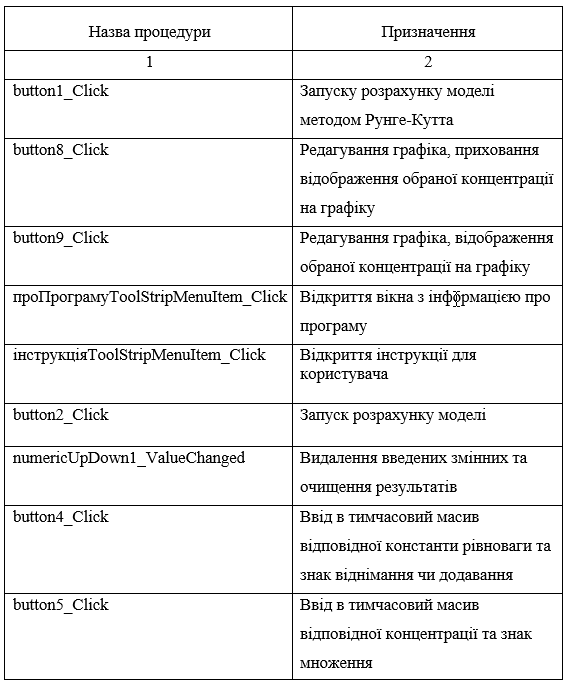 Назва процедури
Призначення
1
2
button1_Click
Запуску розрахунку моделі
методом Рунге-Кутта
button8_Click
Редагування графіка, приховання
відображення обраної концентрації
на графіку
button9_Click
Редагування графіка, відображення
обраної концентрації на графіку
проПрограмуToolStripMenuItem_Click
Відкриття вікна з інформацією про
програму
інструкціяToolStripMenuItem_Click
Відкриття інструкції для
користувача
button2_Click
Запуск розрахунку моделі
numericUpDown1_ValueChanged
Видалення введених змінних та
очищення результатів
button4_Click
Ввід в тимчасовий масив
відповідної константи рівноваги та
знак віднімання чи додавання
button5_Click
Ввід в тимчасовий масив
відповідної концентрації та знак
множення